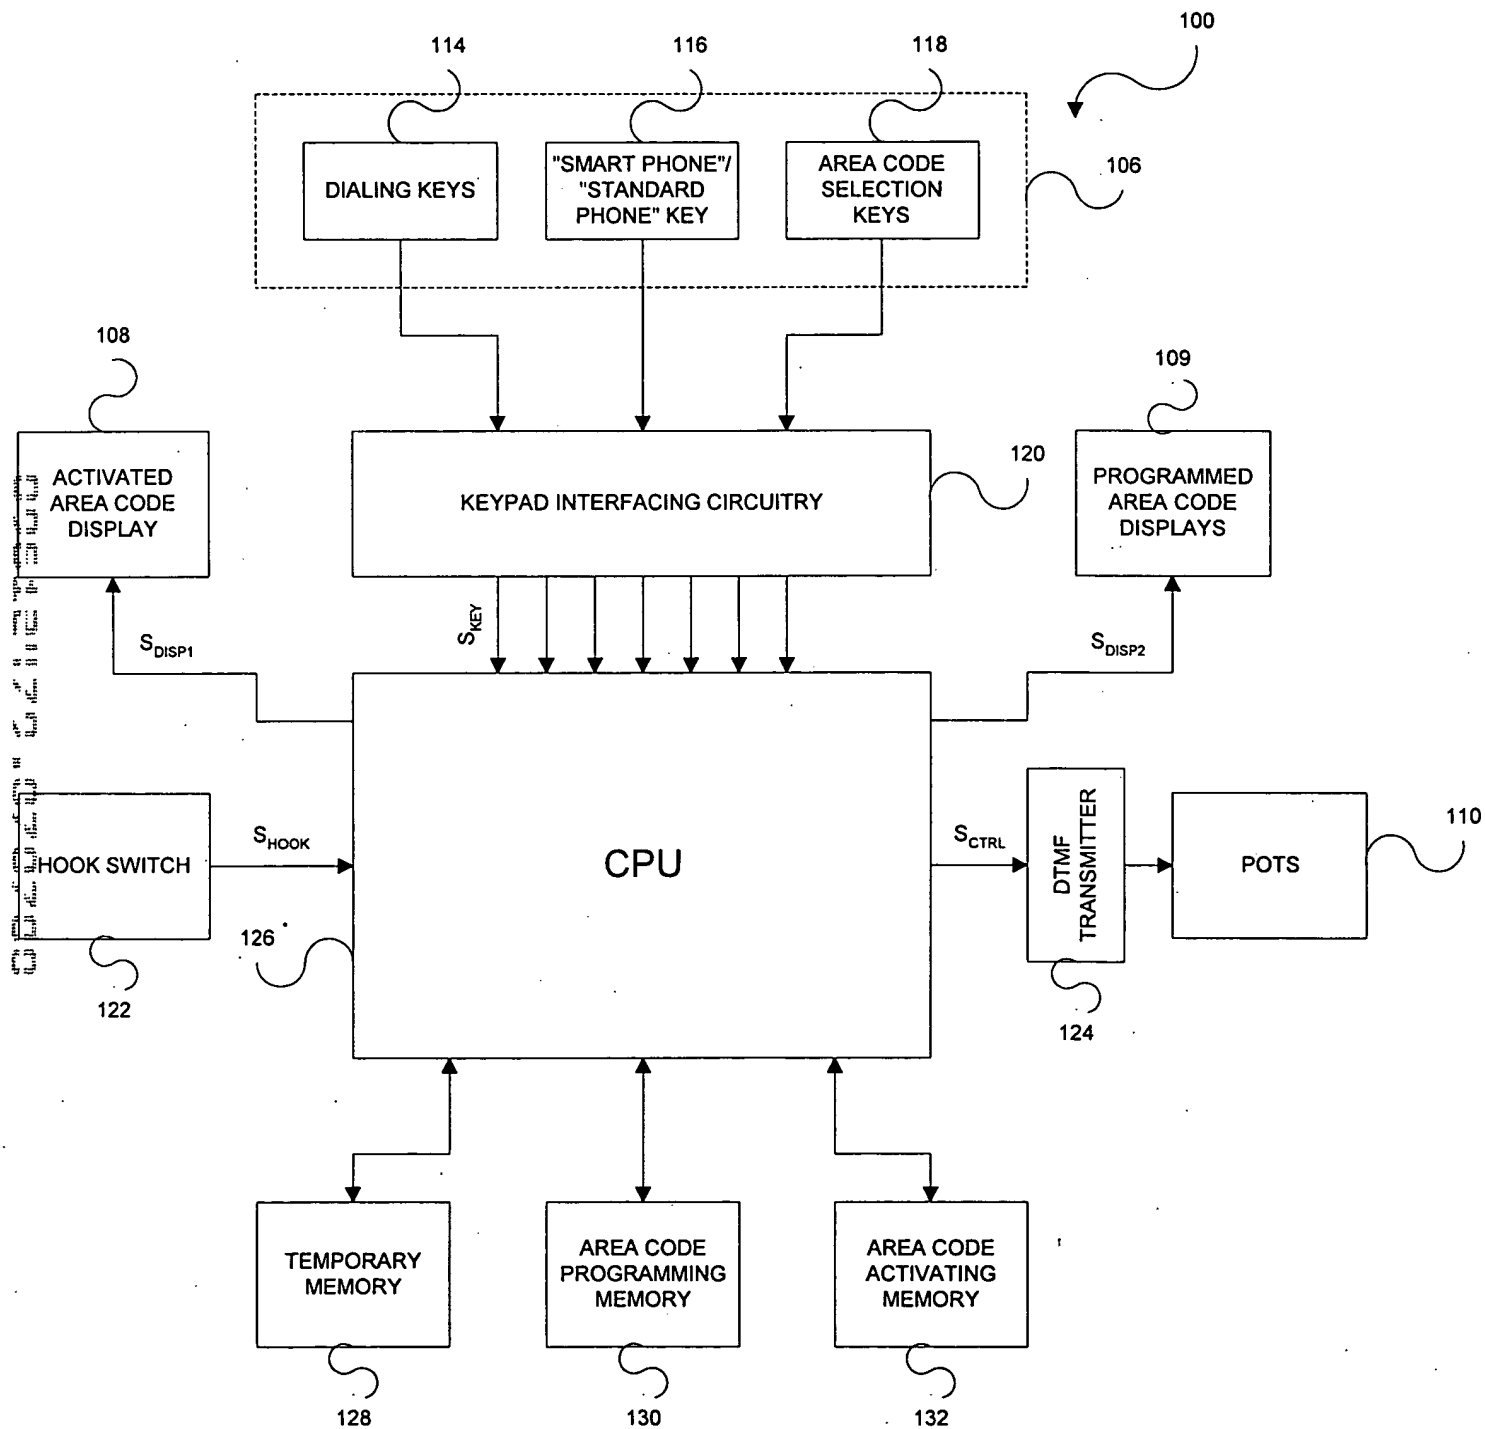 100
114
116
118
DIALING KEYS
"SMART PHONE"/
"STANDARD
PHONE" KEY
AREA CODE
SELECTION
KEYS
106
108
109
ACTIVATED
AREA CODE
DISPLAY
KEYPAD INTERFACING CIRCUITRY
120
PROGRAMMED
AREA CODE
DISPLAYS
SKEY
SDISP1
SDISP2
HOOK SWITCH
SHOOK
CPU
SCTRL
DTMF
TRANSMITTER
POTS
110
126
122
124
TEMPORARY
MEMORY
AREA CODE
PROGRAMMING
MEMORY
AREA CODE
ACTIVATING
MEMORY
128
130
132